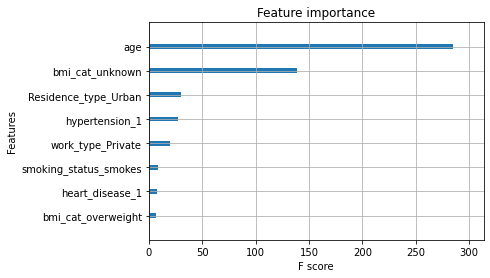 Feature importance
Features
age
bmi_cat_unknown
Residence_type_Urban
hypertension_1
work_type_Private
smoking_status_smokes
heart_disease_1
bmi_cat_overweight
0 50 100 150 200 250 300
F score